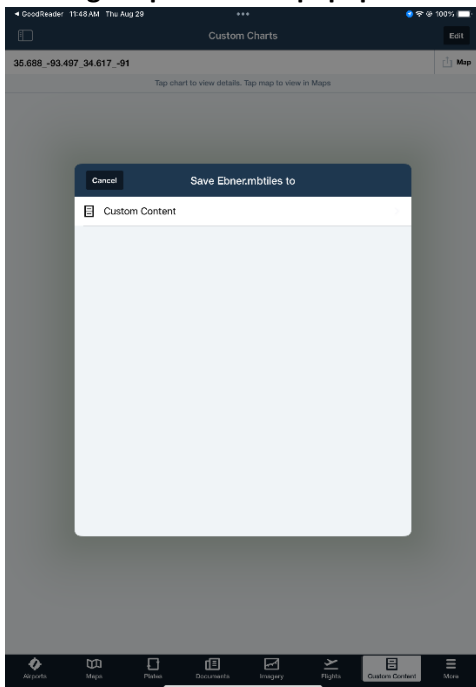 ◄ GoodReader 11:48 AM Thu Aug 29
100%
Custom Charts
Edit
35.688_-93.497_34.617_-91
Map
Tap chart to view details. Tap map to view in Maps
Cancel
Save Ebner.mbtiles to
Custom Content
Airports
Maps
Plates
Documents
Imagery
Flights
Custom Content
More